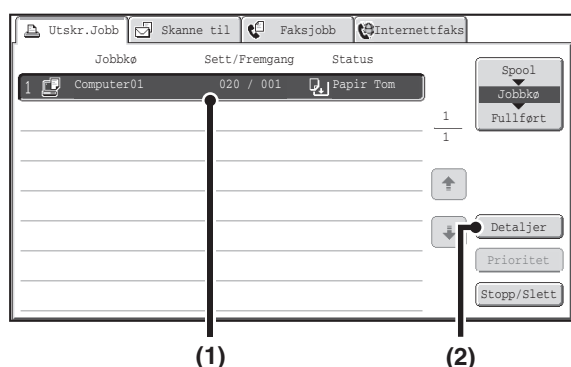 Utskr.Jobb Skanne til Faksjobb Internettfaks
Jobbkø Sett/Fremgang Status
1 Computer01 020 / 001 Papir Tom
1
1
Spool
Jobbkø
Fullført
Detaljer
Prioritet
Stopp/Slett
(1) (2)